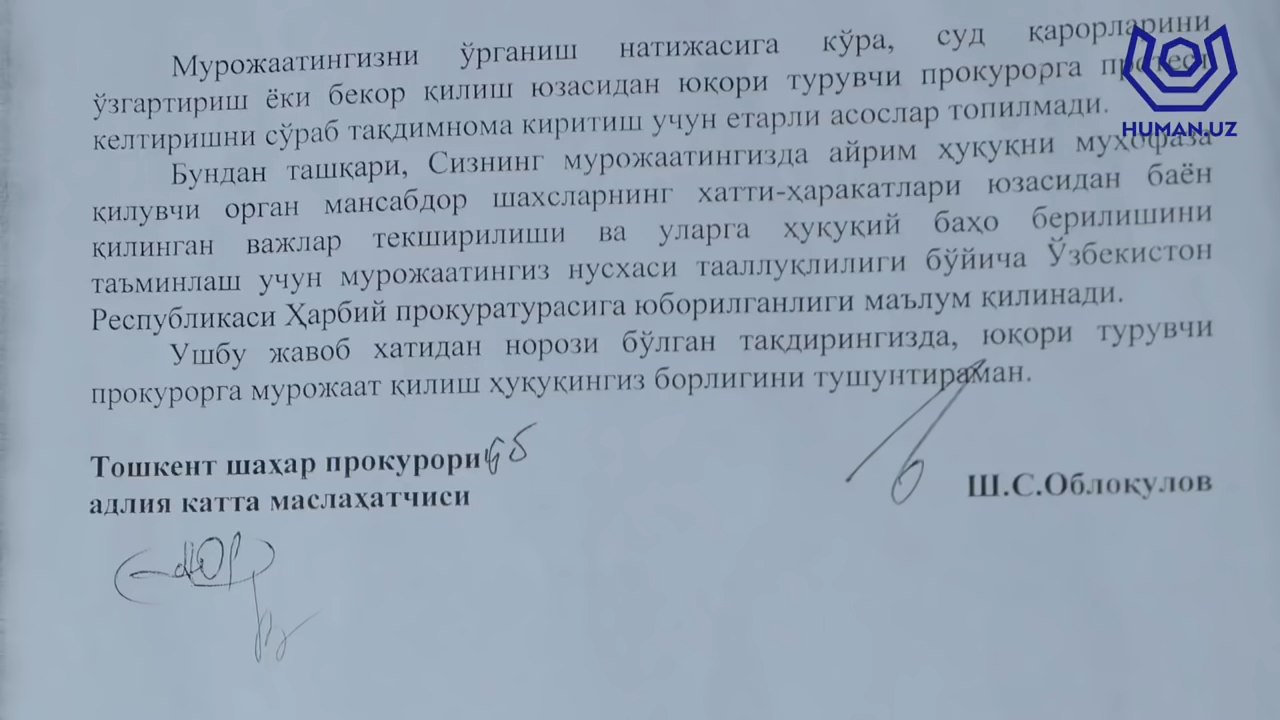 Мурожаатингизни ўрганиш натижасига кўра, суд қарорларини
ўзгартириш ёки бекор қилиш юзасидан юқори турувчи прокурорга протест
келтиришни сўраб тақдимнома киритиш учун етарли асослар топилмади.
Бундан ташқари, Сизнинг мурожаатингизда айрим ҳуқуқни муҳофаза
қилувчи орган мансабдор шахсларнинг хатти-ҳаракатлари юзасидан баён
қилинган важлар текширилиши ва уларга ҳуқуқий баҳо берилишини
таъминлаш учун мурожаатингиз нусхаси тааллуқлилиги бўйича Ўзбекистон
Республикаси Ҳарбий прокуратурасига юборилганлиги маълум қилинади.
Ушбу жавоб хатидан норози бўлган тақдирингизда, юқори турувчи
прокурорга мурожаат қилиш ҳуқуқингиз борлигини тушунтираман.
Тошкент шаҳар прокурори
адлия катта маслаҳатчиси
Ш.С.Облоқулов
HUMAN.UZ